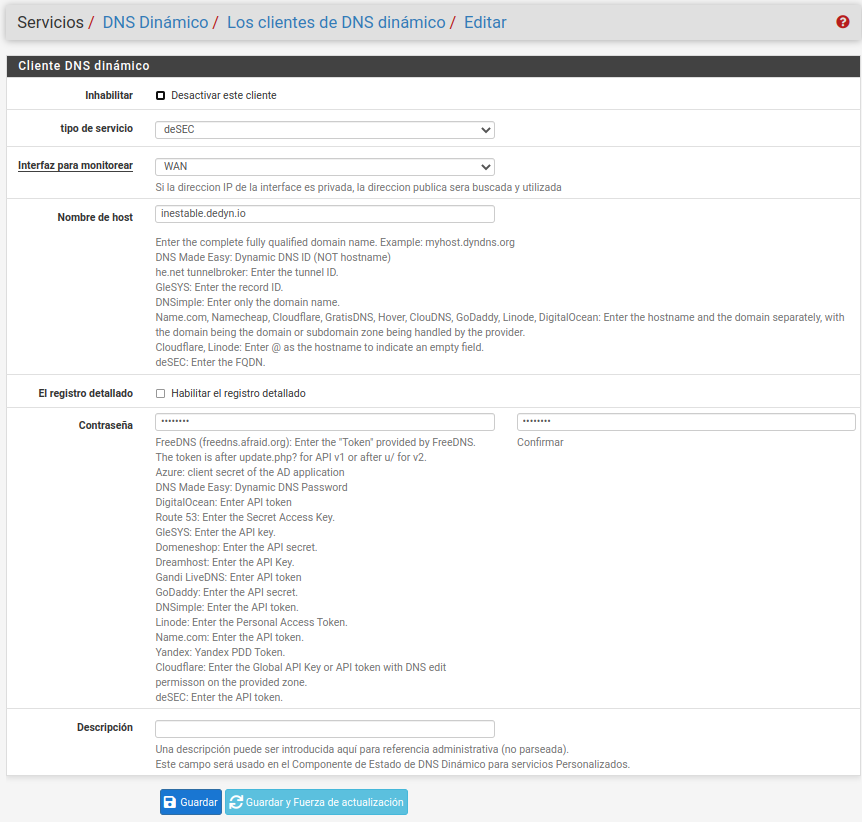 Servicios / DNS Dinámico / Los clientes de DNS dinámico / Editar
Cliente DNS dinámico
Inhabilitar Desactivar este cliente
tipo de servicio deSEC
Interfaz para monitorear WAN
Si la direccion IP de la interface es privada, la direccion publica sera buscada y utilizada
Nombre de host inestable.dedyn.io
Enter the complete fully qualified domain name. Example: myhost.dyndns.org
DNS Made Easy: Dynamic DNS ID (NOT hostname)
he.net tunnelbroker: Enter the tunnel ID.
GleSYS: Enter the record ID.
DNSimple: Enter only the domain name.
Name.com, Namecheap, Cloudflare, GratisDNS, Hover, ClouDNS, GoDaddy, Linode, DigitalOcean: Enter the hostname and the domain separately, with
the domain being the domain or subdomain zone being handled by the provider.
Cloudflare, Linode: Enter @ as the hostname to indicate an empty field.
deSEC: Enter the FQDN.
El registro detallado Habilitar el registro detallado
Contraseña •••••••• ••••••••
FreeDNS (freedns.afraid.org): Enter the "Token" provided by FreeDNS. Confirmar
The token is after update.php? for API v1 or after u/ for v2.
Azure: client secret of the AD application
DNS Made Easy: Dynamic DNS Password
DigitalOcean: Enter API token
Route 53: Enter the Secret Access Key.
GleSYS: Enter the API key.
Domeneshop: Enter the API secret.
Dreamhost: Enter the API Key.
Gandi LiveDNS: Enter API token
GoDaddy: Enter the API secret.
DNSimple: Enter the API token.
Linode: Enter the Personal Access Token.
Name.com: Enter the API token.
Yandex: Yandex PDD Token.
Cloudflare: Enter the Global API Key or API token with DNS edit
permisson on the provided zone.
deSEC: Enter the API token.
Descripción
Una descripción puede ser introducida aquí para referencia administrativa (no parseada).
Este campo será usado en el Componente de Estado de DNS Dinámico para servicios Personalizados.
Guardar Guardar y Fuerza de actualización